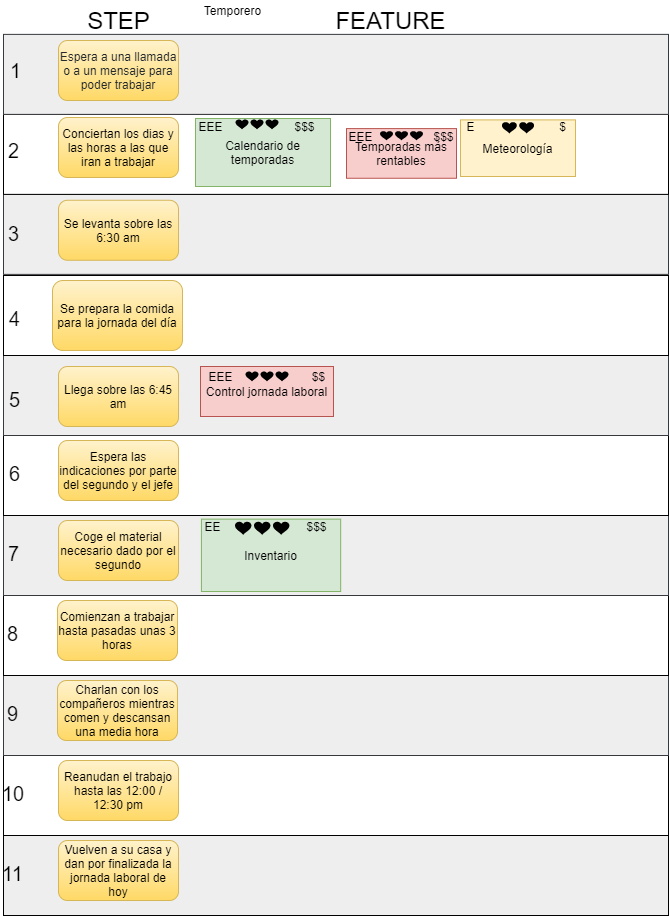 Temporero
STEP
FEATURE
1
Espera a una llamada
o a un mensaje para
poder trabajar
2
Conciertan los dias y
las horas a las que
iran a trabajar
EEE $$$
Calendario de
temporadas
EEE $$$
Temporadas más
rentables
E $
Meteorología
3
Se levanta sobre las
6:30 am
4
Se prepara la comida
para la jornada del día
5
Llega sobre las 6:45
am
EEE $$
Control jornada laboral
6
Espera las
indicaciones por parte
del segundo y el jefe
7
Coge el material
necesario dado por el
segundo
EE $$$
Inventario
8
Comienzan a trabajar
hasta pasadas unas 3
horas
9
Charlan con los
compañeros mientras
comen y descansan
una media hora
10
Reanudan el trabajo
hasta las 12:00 /
12:30 pm
11
Vuelven a su casa y
dan por finalizada la
jornada laboral de
hoy